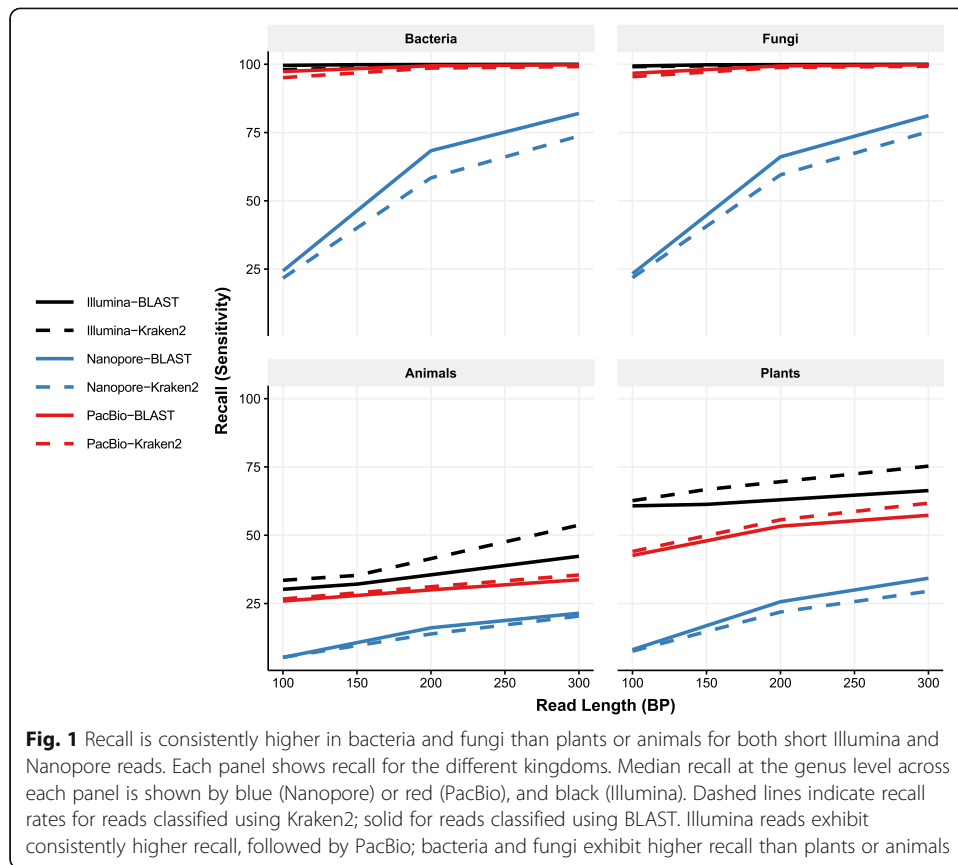 Bacteria
Fungi
100
75
50
25
Illumina−BLAST
Illumina−Kraken2
Nanopore−BLAST
Nanopore−Kraken2
PacBio−BLAST
PacBio−Kraken2
Recall (Sensitivity)
Animals
Plants
100
75
50
25
100 150 200 250 300 100 150 200 250 300
Read Length (BP)
Fig. 1 Recall is consistently higher in bacteria and fungi than plants or animals for both short Illumina and
Nanopore reads. Each panel shows recall for the different kingdoms. Median recall at the genus level across
each panel is shown by blue (Nanopore) or red (PacBio), and black (Illumina). Dashed lines indicate recall
rates for reads classified using Kraken2; solid for reads classified using BLAST. Illumina reads exhibit
consistently higher recall, followed by PacBio; bacteria and fungi exhibit higher recall than plants or animals